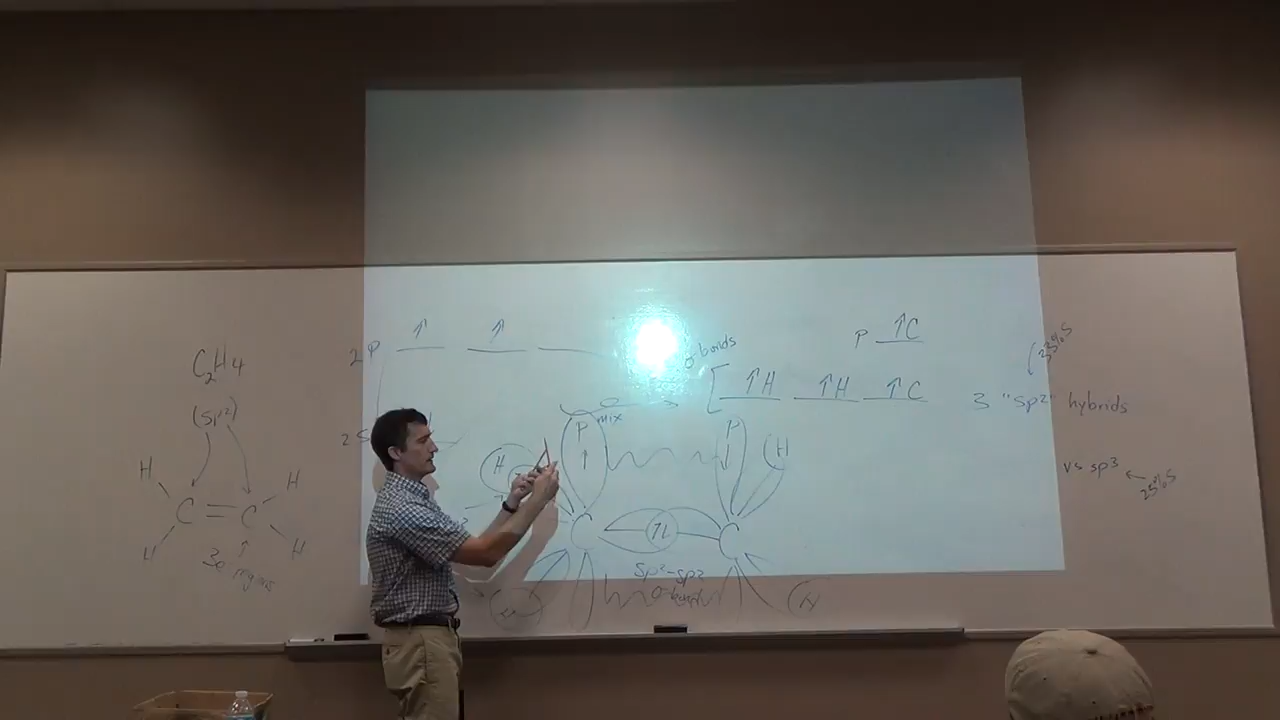 C2H4
(sp2)
H
H
C = C
H
H
3e regions
2p ↑ ↑
2s
mix
σ-bonds
↑H ↑H ↑C
p ↑C
33%S
3 "sp2" hybrids
vs sp3
25%S
H
P
↑
P
↓
H
C
↑↓
C
sp2-sp2
σ-bond
H
H